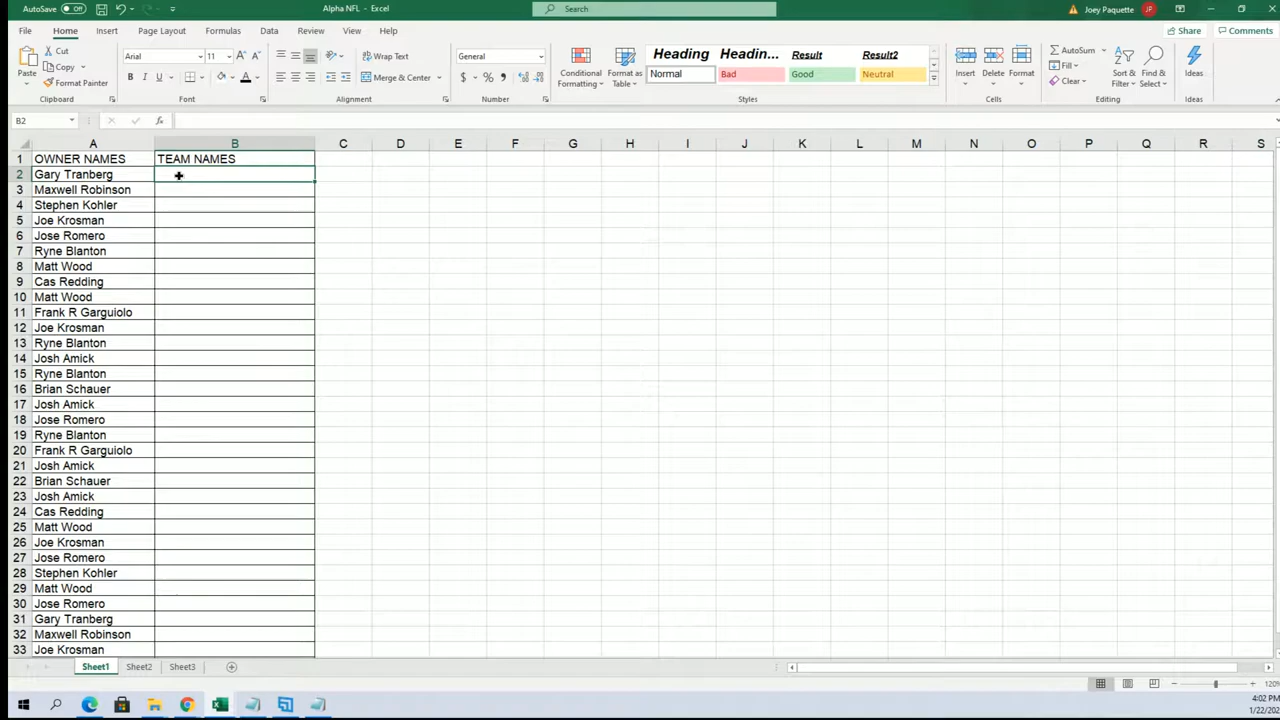 AutoSave Off
Alpha NFL - Excel
Search
Joey Paquette JP
File Home Insert Page Layout Formulas Data Review View Help
Share Comments
Paste
Cut
Copy
Format Painter
Clipboard
Arial 11
B I U
Font
Wrap Text
Merge & Center
Alignment
General
$ % 9
Number
Conditional Formatting
Format as Table
Heading Headin... Result Result2
Normal Bad Good Neutral
Styles
Insert Delete Format
Cells
AutoSum
Fill
Clear
Sort & Filter
Find & Select
Editing
Ideas
Ideas
B2 fx
A B C D E F G H I J K L M N O P Q R S
1 OWNER NAMES TEAM NAMES
2 Gary Tranberg
3 Maxwell Robinson
4 Stephen Kohler
5 Joe Krosman
6 Jose Romero
7 Ryne Blanton
8 Matt Wood
9 Cas Redding
10 Matt Wood
11 Frank R Garguiolo
12 Joe Krosman
13 Ryne Blanton
14 Josh Amick
15 Ryne Blanton
16 Brian Schauer
17 Josh Amick
18 Jose Romero
19 Ryne Blanton
20 Frank R Garguiolo
21 Josh Amick
22 Brian Schauer
23 Josh Amick
24 Cas Redding
25 Matt Wood
26 Joe Krosman
27 Jose Romero
28 Stephen Kohler
29 Matt Wood
30 Jose Romero
31 Gary Tranberg
32 Maxwell Robinson
33 Joe Krosman
Sheet1 Sheet2 Sheet3
120%
4:02 PM
1/22/202